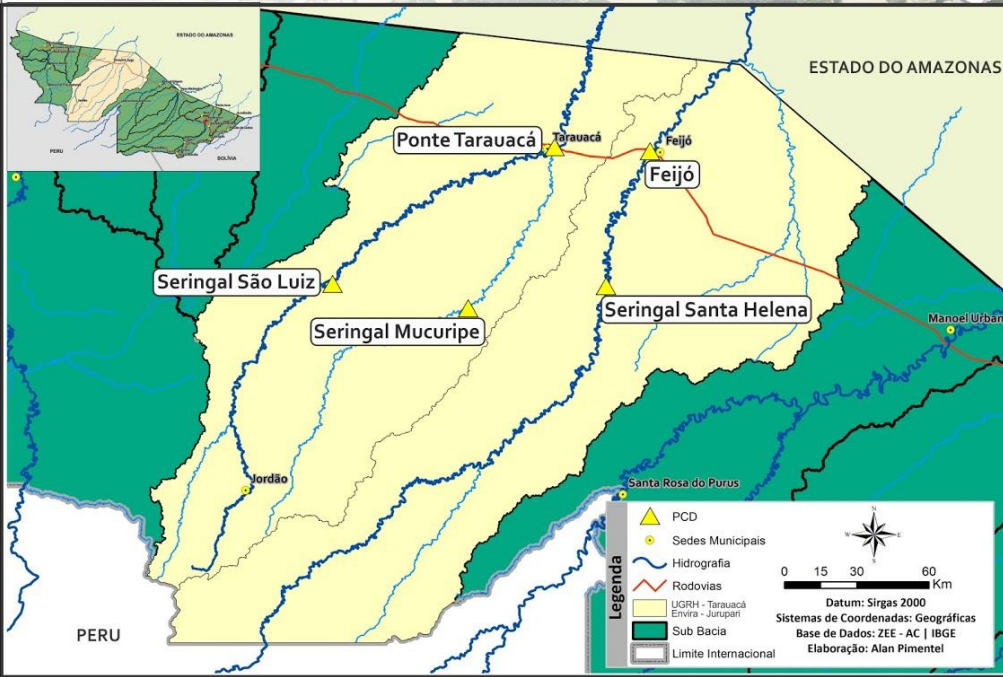 ESTADO DO AMAZONAS
PERU
BOLÍVIA
ESTADO DO AMAZONAS
Ponte Tarauacá
Tarauacá
Feijó
Feijó
Seringal São Luiz
Seringal Mucuripe
Seringal Santa Helena
Manoel Urban
Jordão
Santa Rosa do Purus
PERU
Legenda
PCD
Sedes Municipais
Hidrografia
Rodovias
UGRH - Tarauacá
Envira - Jurupari
Sub Bacia
Limite Internacional
N
W
E
S
0 15 30 60
Km
Datum: Sirgas 2000
Sistemas de Coordenadas: Geográficas
Base de Dados: ZEE - AC | IBGE
Elaboração: Alan Pimentel